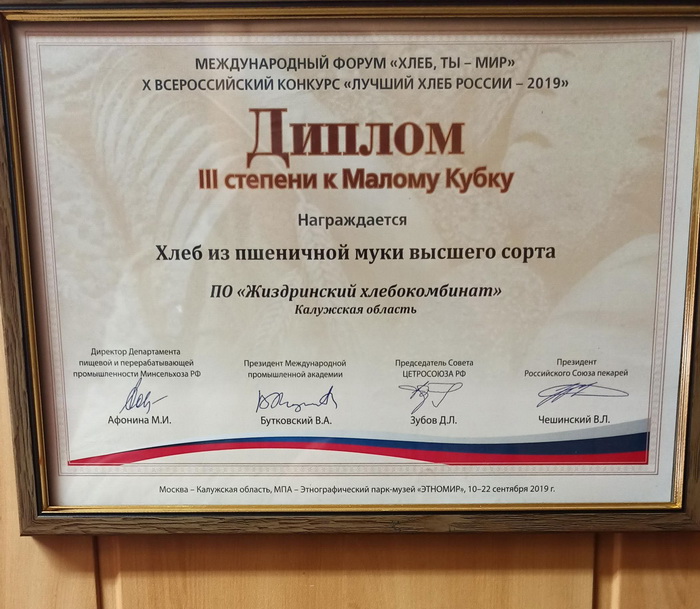 МЕЖДУНАРОДНЫЙ ФОРУМ «ХЛЕБ, ТЫ – МИР»
X ВСЕРОССИЙСКИЙ КОНКУРС «ЛУЧШИЙ ХЛЕБ РОССИИ – 2019»
Диплом
III степени к Малому Кубку
Награждается
Хлеб из пшеничной муки высшего сорта
ПО «Жиздринский хлебокомбинат»
Калужская область
Директор Департамента
пищевой и перерабатывающей
промышленности Минсельхоза РФ
Афонина М.И.
Президент Международной
промышленной академии
Бутковский В.А.
Председатель Совета
ЦЕТРОСОЮЗА РФ
Зубов Д.Л.
Президент
Российского Союза пекарей
Чешинский В.Л.
Москва – Калужская область, МПА – Этнографический парк-музей «ЭТНОМИР», 10–22 сентября 2019 г.